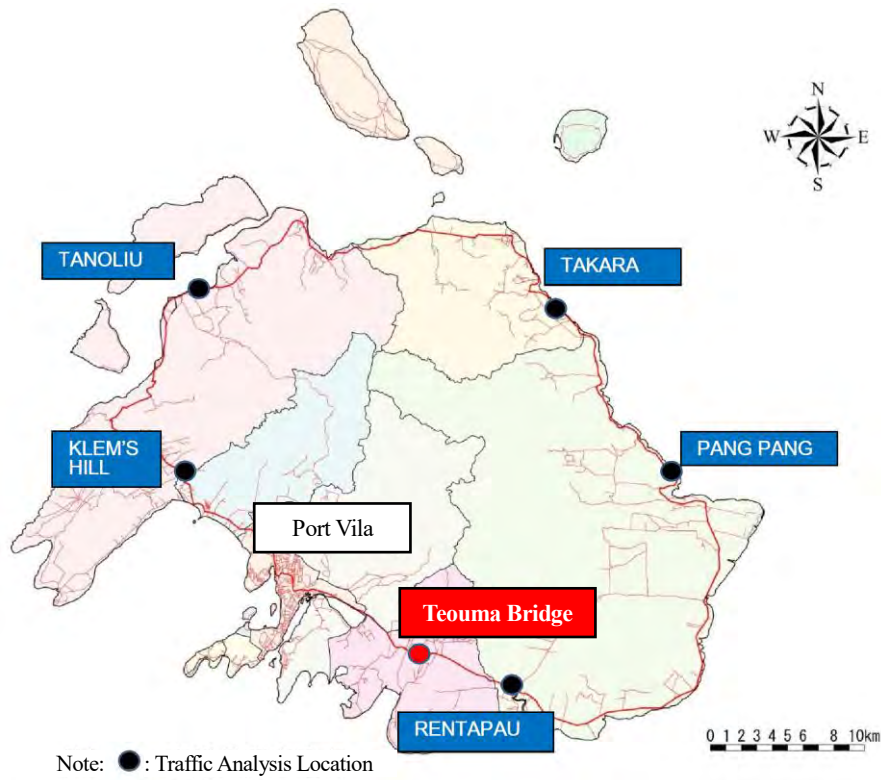 N
W
E
S
TANOLIU
TAKARA
KLEM'S
HILL
PANG PANG
Port Vila
Teouma Bridge
RENTAPAU
0 1 2 3 4 5 6 8 10km
Note: ● : Traffic Analysis Location